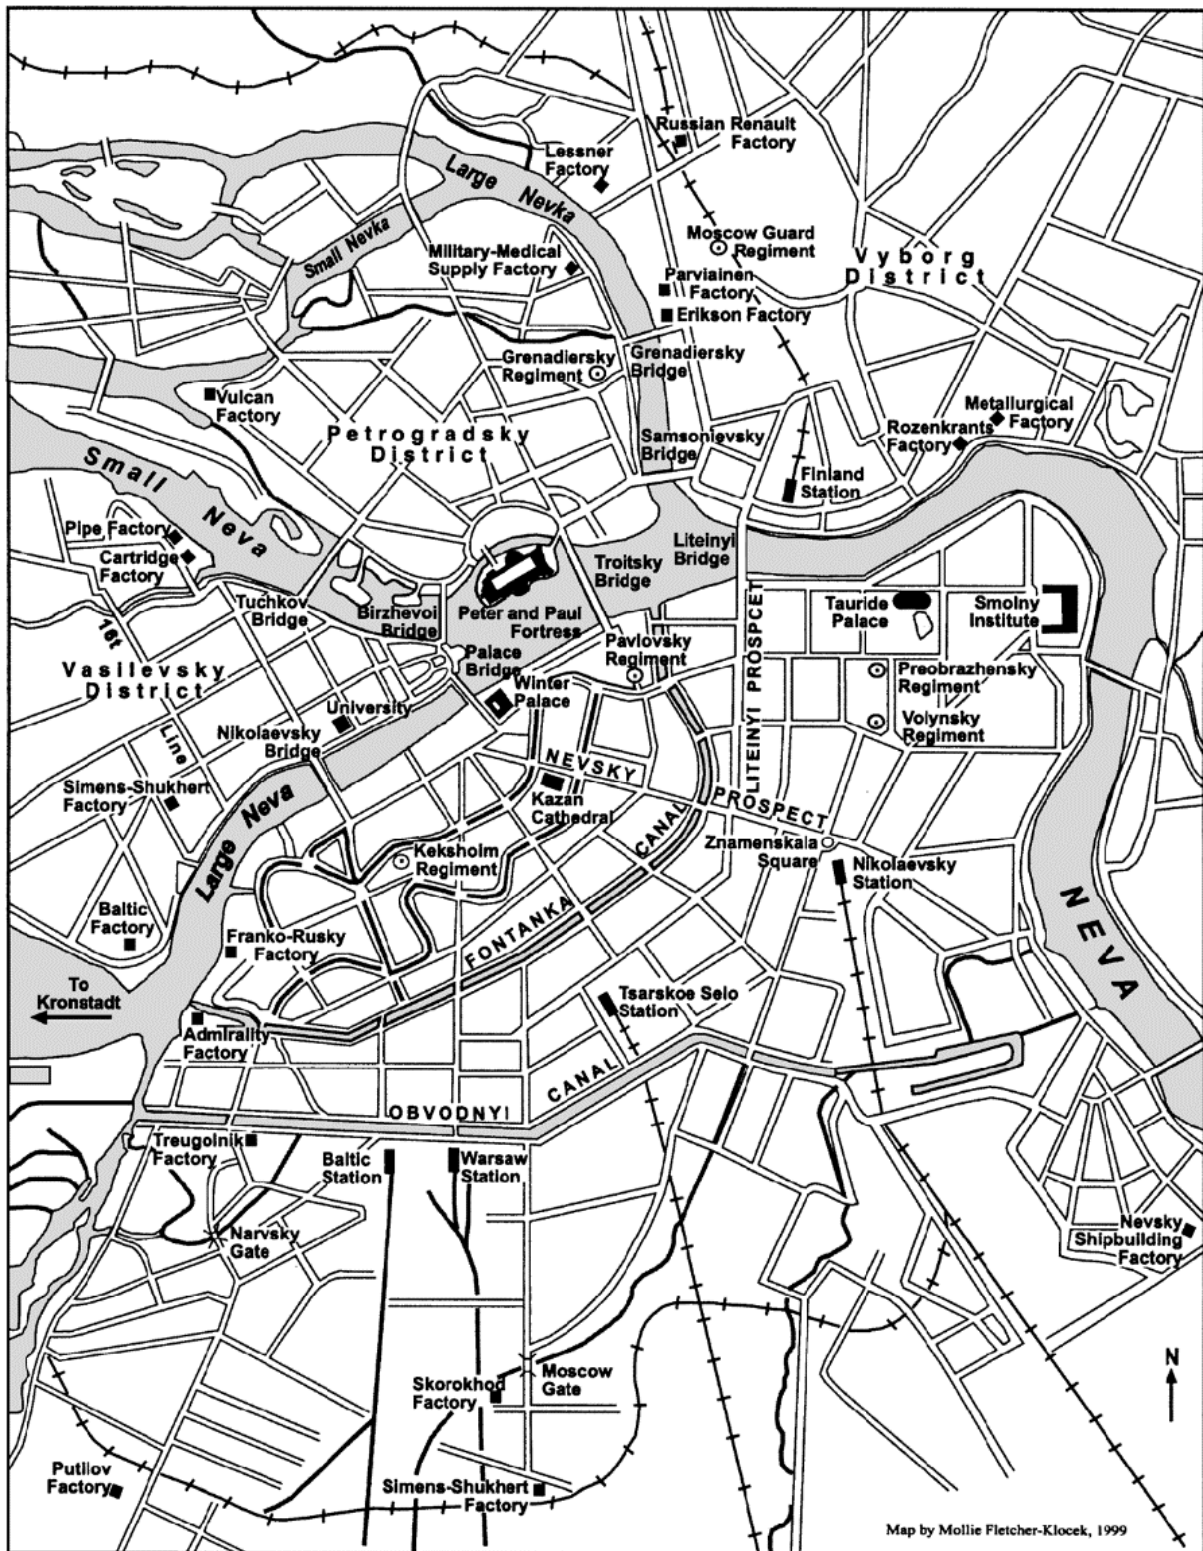 Russian Renault
Factory
Lessner
Factory
Large Nevka
Small Nevka
Moscow Guard
Regiment
Vyborg
District
Military-Medical
Supply Factory
Parviainen
Factory
Erikson Factory
Grenadiersky
Regiment
Grenadiersky
Bridge
Vulcan
Factory
Metallurgical
Factory
Rozenkrants
Factory
Petrogradsky
District
Samsonievsky
Bridge
Finland
Station
Small Neva
Pipe Factory
Cartridge
Factory
Liteinyi
Bridge
Troitsky
Bridge
Tuchkov
Bridge
Birzhevoi
Bridge
Peter and Paul
Fortress
LITEINYI PROSPCET
Tauride
Palace
Smolny
Institute
16t
Line
Vasilevsky
District
Palace
Bridge
Pavlovsky
Regiment
Winter
Palace
Preobrazhensky
Regiment
University
Nikolaevsky
Bridge
Volynsky
Regiment
NEVSKY PROSPECT
Simens-Shukhert
Factory
Large Neva
Kazan
Cathedral
FONTANKA CANAL
Znamenskaia
Square
Keksholm
Regiment
Nikolaevsky
Station
NEVA
Baltic
Factory
Franko-Rusky
Factory
To
Kronstadt
Tsarskoe Selo
Station
Admirality
Factory
OBVODNYI CANAL
Treugolnik
Factory
Baltic
Station
Warsaw
Station
Narvsky
Gate
Nevsky
Shipbuilding
Factory
N
Moscow
Gate
Skorokhod
Factory
Putilov
Factory
Simens-Shukhert
Factory
Map by Mollie Fletcher-Klocek, 1999